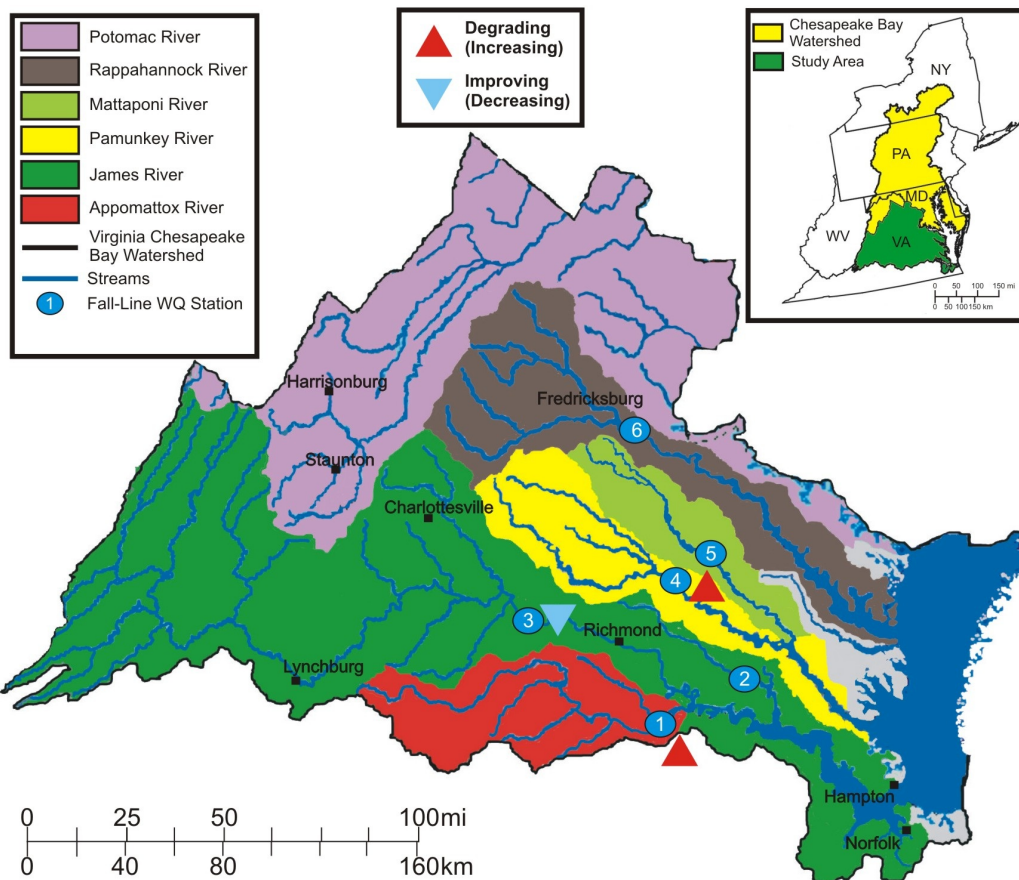 Potomac River
Rappahannock River
Mattaponi River
Pamunkey River
James River
Appomattox River
Virginia Chesapeake
Bay Watershed
Streams
1
Fall-Line WQ Station
Degrading
(Increasing)
Improving
(Decreasing)
Chesapeake Bay
Watershed
Study Area
NY
PA
MD
WV
VA
0 50 100 150 mi
0 50 100 150 km
Harrisonburg
Fredricksburg
6
Staunton
Charlottesville
5
4
3
Richmond
Lynchburg
2
1
Hampton
Norfolk
0 25 50 100mi
0 40 80 160km